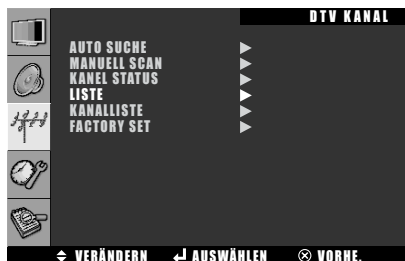 DTV KANAL
AUTO SUCHE
MANUELL SCAN
KANEL STATUS
LISTE
KANALLISTE
FACTORY SET
VERÄNDERN AUSWÄHLEN VORHE.